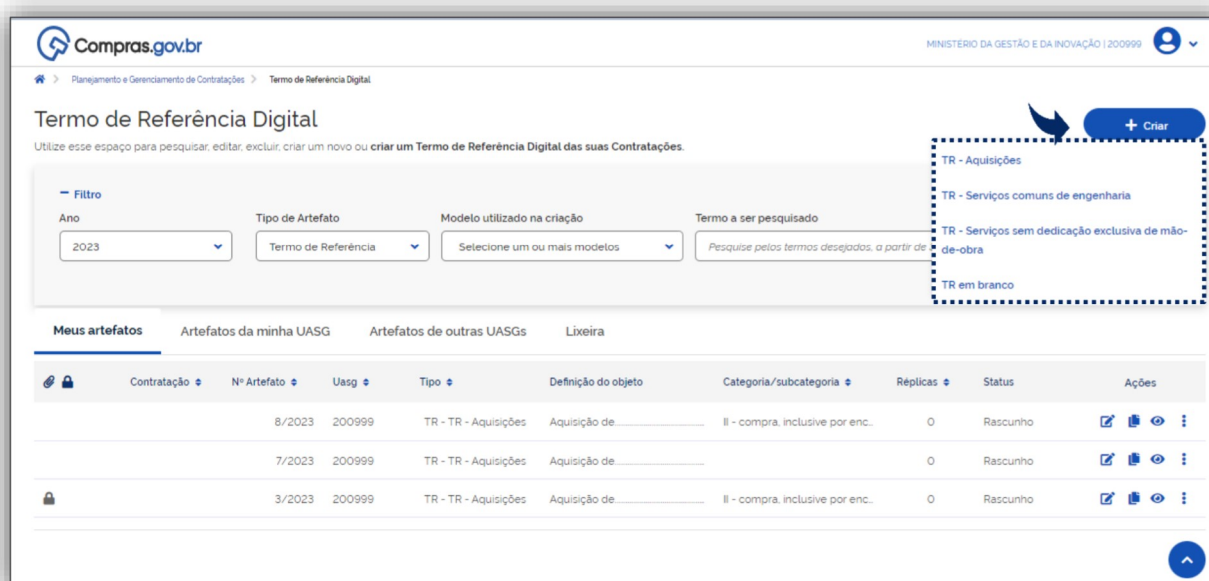 Compras.gov.br
MINISTÉRIO DA GESTÃO E DA INOVAÇÃO | 200999
> Planejamento e Gerenciamento de Contratações > Termo de Referência Digital
Termo de Referência Digital
+ Criar
Utilize esse espaço para pesquisar, editar, excluir, criar um novo ou criar um Termo de Referência Digital das suas Contratações.
TR - Aquisições
TR - Serviços comuns de engenharia
TR - Serviços sem dedicação exclusiva de mão-
de-obra
TR em branco
− Filtro
Ano
Tipo de Artefato
Modelo utilizado na criação
Termo a ser pesquisado
2023
Termo de Referência
Selecione um ou mais modelos
Pesquise pelos termos desejados, a partir de
Meus artefatos
Artefatos da minha UASG
Artefatos de outras UASGs
Lixeira
Contratação Nº Artefato Uasg Tipo Definição do objeto Categoria/subcategoria Réplicas Status Ações
8/2023 200999 TR - TR - Aquisições Aquisição de.......................... II - compra, inclusive por enc... 0 Rascunho
7/2023 200999 TR - TR - Aquisições Aquisição de.......................... 0 Rascunho
3/2023 200999 TR - TR - Aquisições Aquisição de.......................... II - compra, inclusive por enc... 0 Rascunho